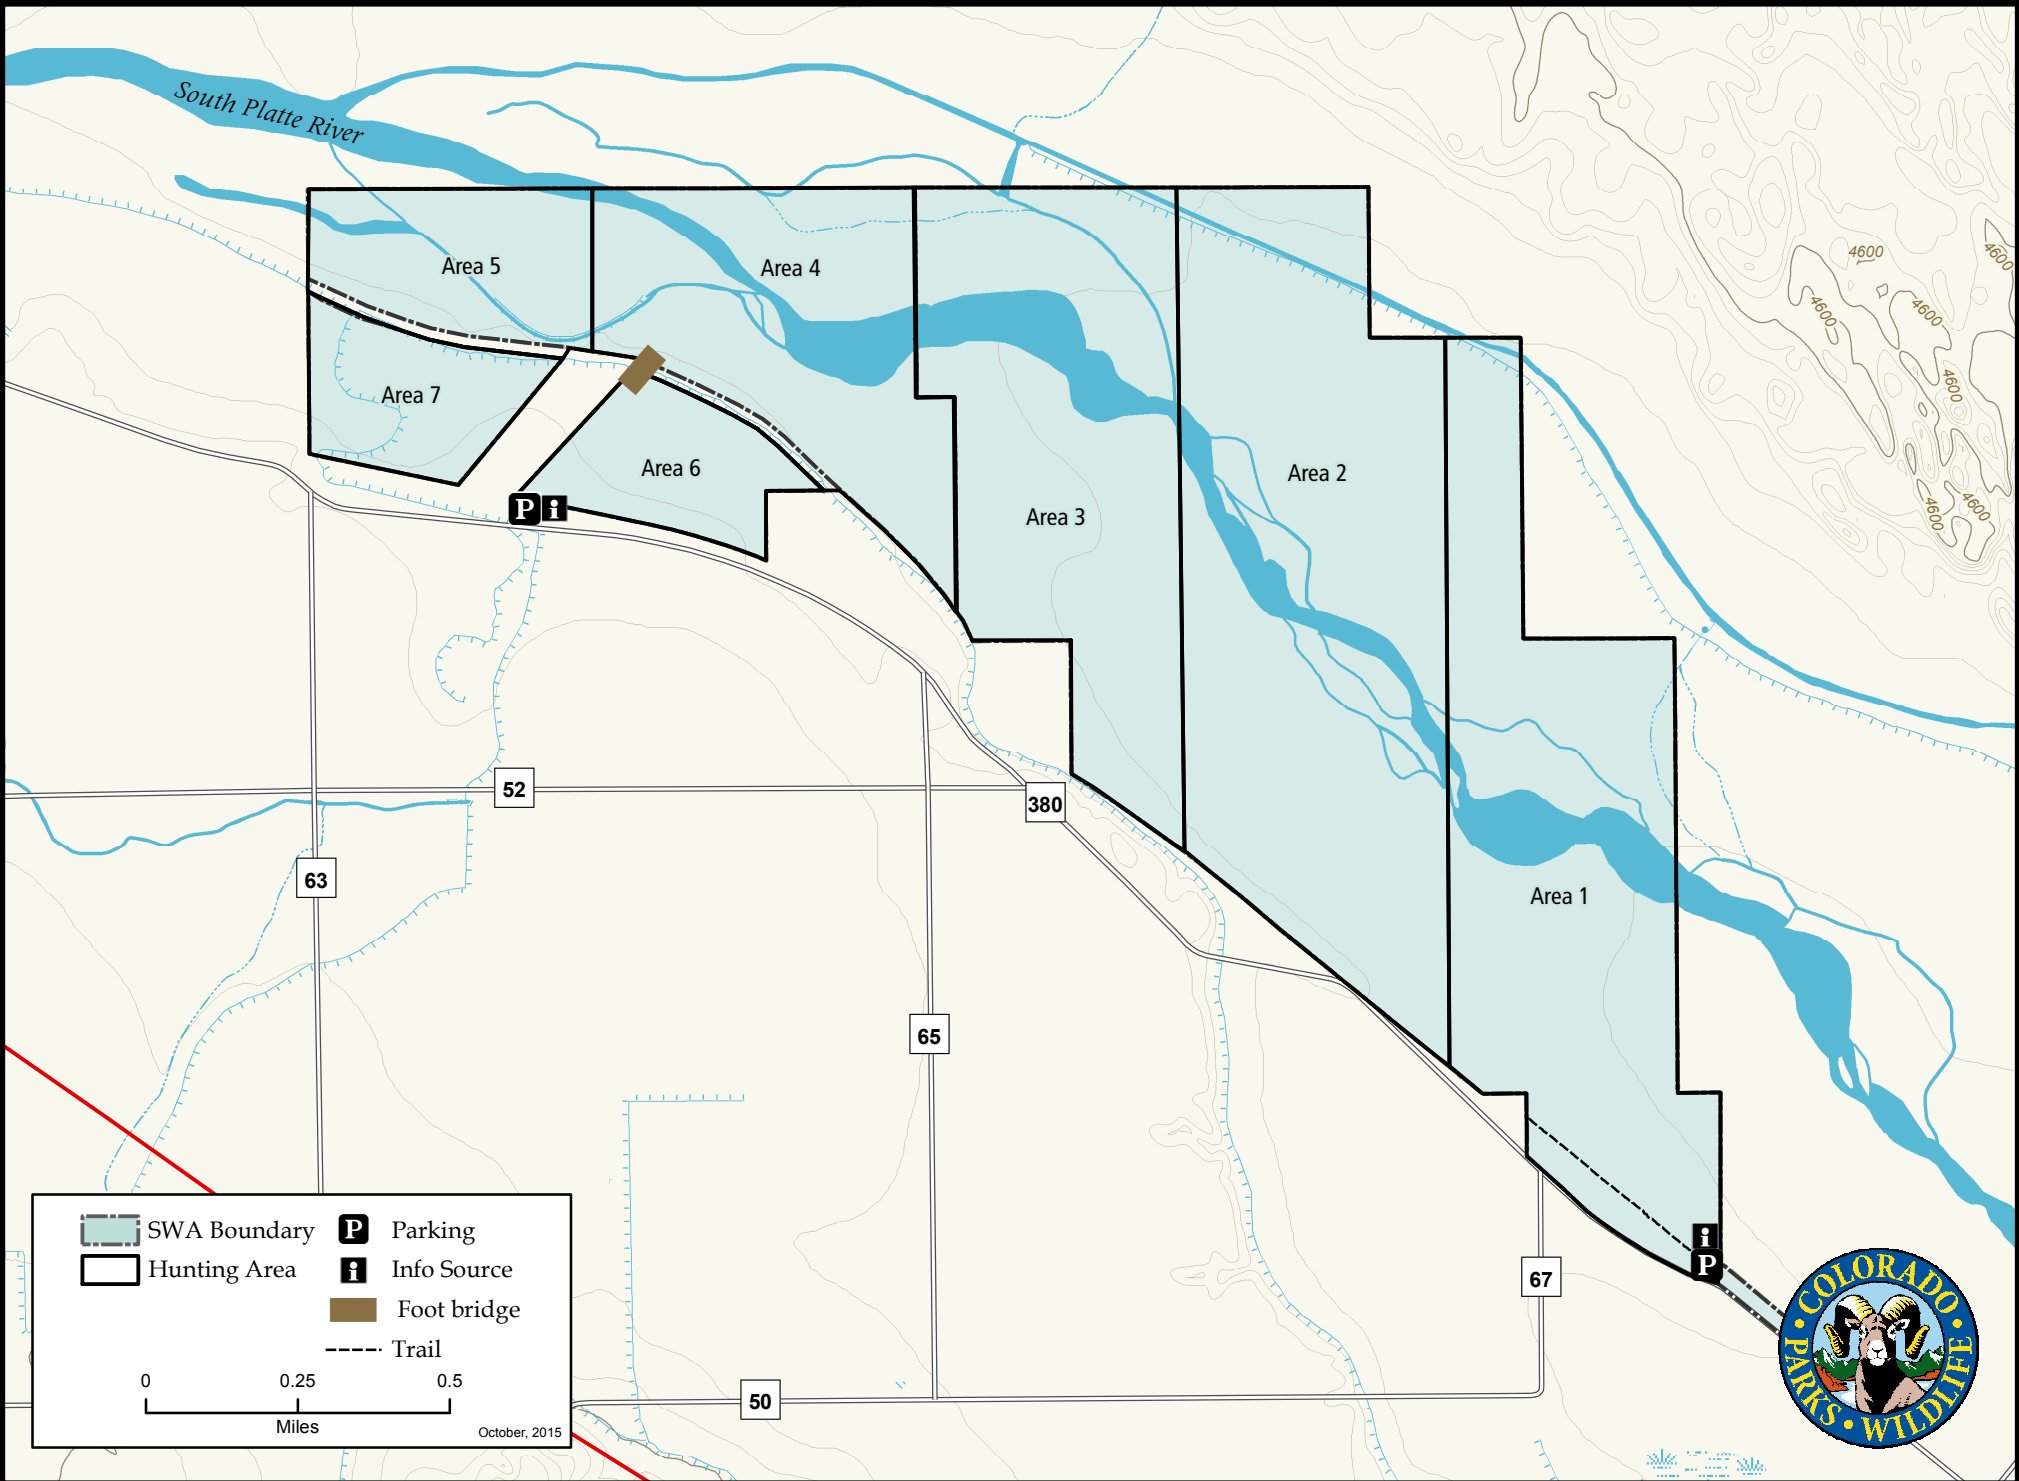 South Platte River
Area 5
Area 4
4600
4600
4600
4600
Area 7
4600
Area 6
Area 2
P i
Area 3
4600
4600
52
380
63
Area 1
65
i
P
67
50
SWA Boundary
Hunting Area
P Parking
i Info Source
Foot bridge
Trail
0 0.25 0.5
Miles
October, 2015
COLORADO
PARKS • WILDLIFE